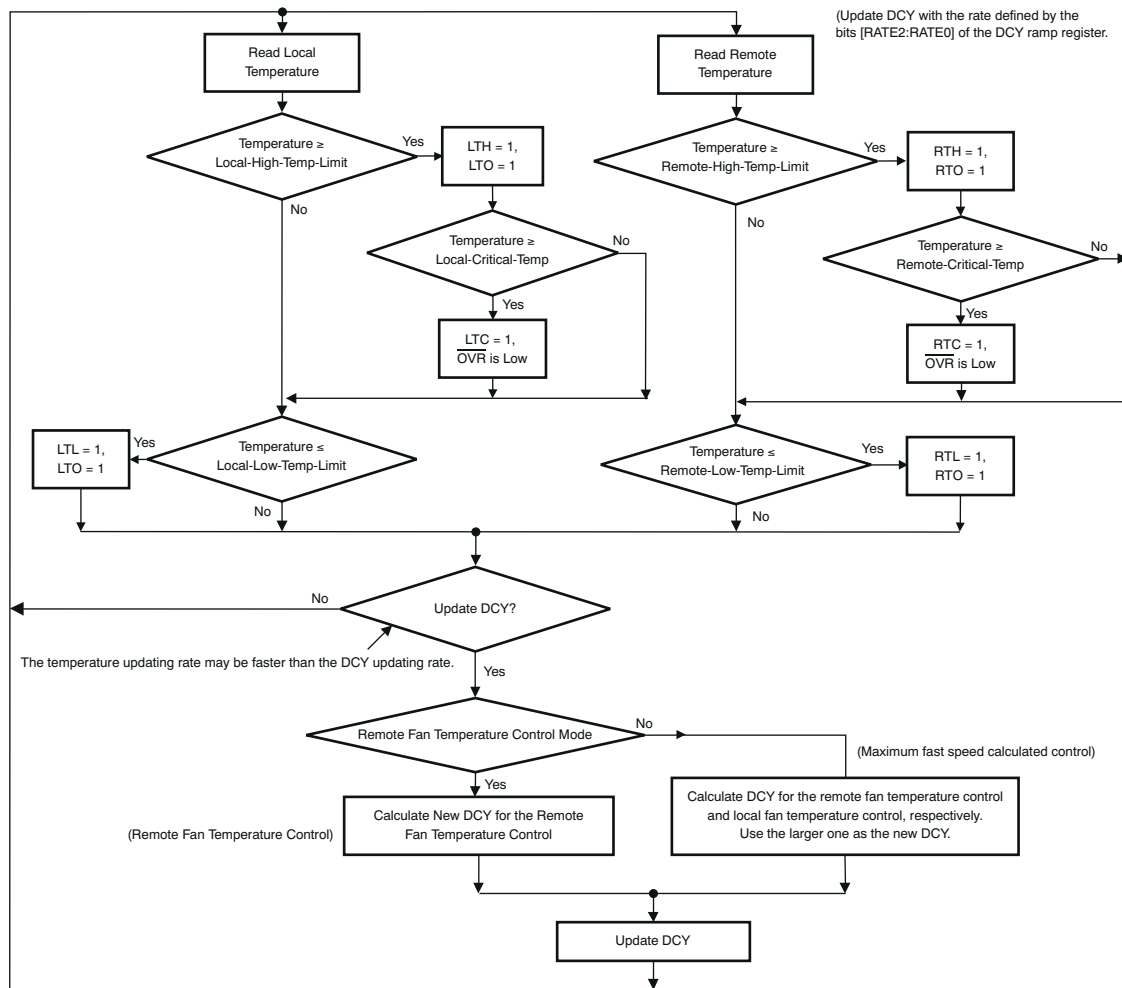 (Update DCY with the rate defined by the
bits [RATE2:RATE0] of the DCY ramp register.
Read Local
Temperature
Read Remote
Temperature
Temperature ≥
Local-High-Temp-Limit
Yes
LTH = 1,
LTO = 1
Temperature ≥
Remote-High-Temp-Limit
Yes
RTH = 1,
RTO = 1
No
No
Temperature ≥
Local-Critical-Temp
No
Temperature ≥
Remote-Critical-Temp
No
Yes
Yes
LTC = 1,
OVR is Low
RTC = 1,
OVR is Low
LTL = 1,
LTO = 1
Yes
Temperature ≤
Local-Low-Temp-Limit
Temperature ≤
Remote-Low-Temp-Limit
Yes
RTL = 1,
RTO = 1
No
No
No
Update DCY?
The temperature updating rate may be faster than the DCY updating rate.
Yes
Remote Fan Temperature Control Mode
No
(Maximum fast speed calculated control)
Yes
(Remote Fan Temperature Control)
Calculate New DCY for the Remote
Fan Temperature Control
Calculate DCY for the remote fan temperature control
and local fan temperature control, respectively.
Use the larger one as the new DCY.
Update DCY